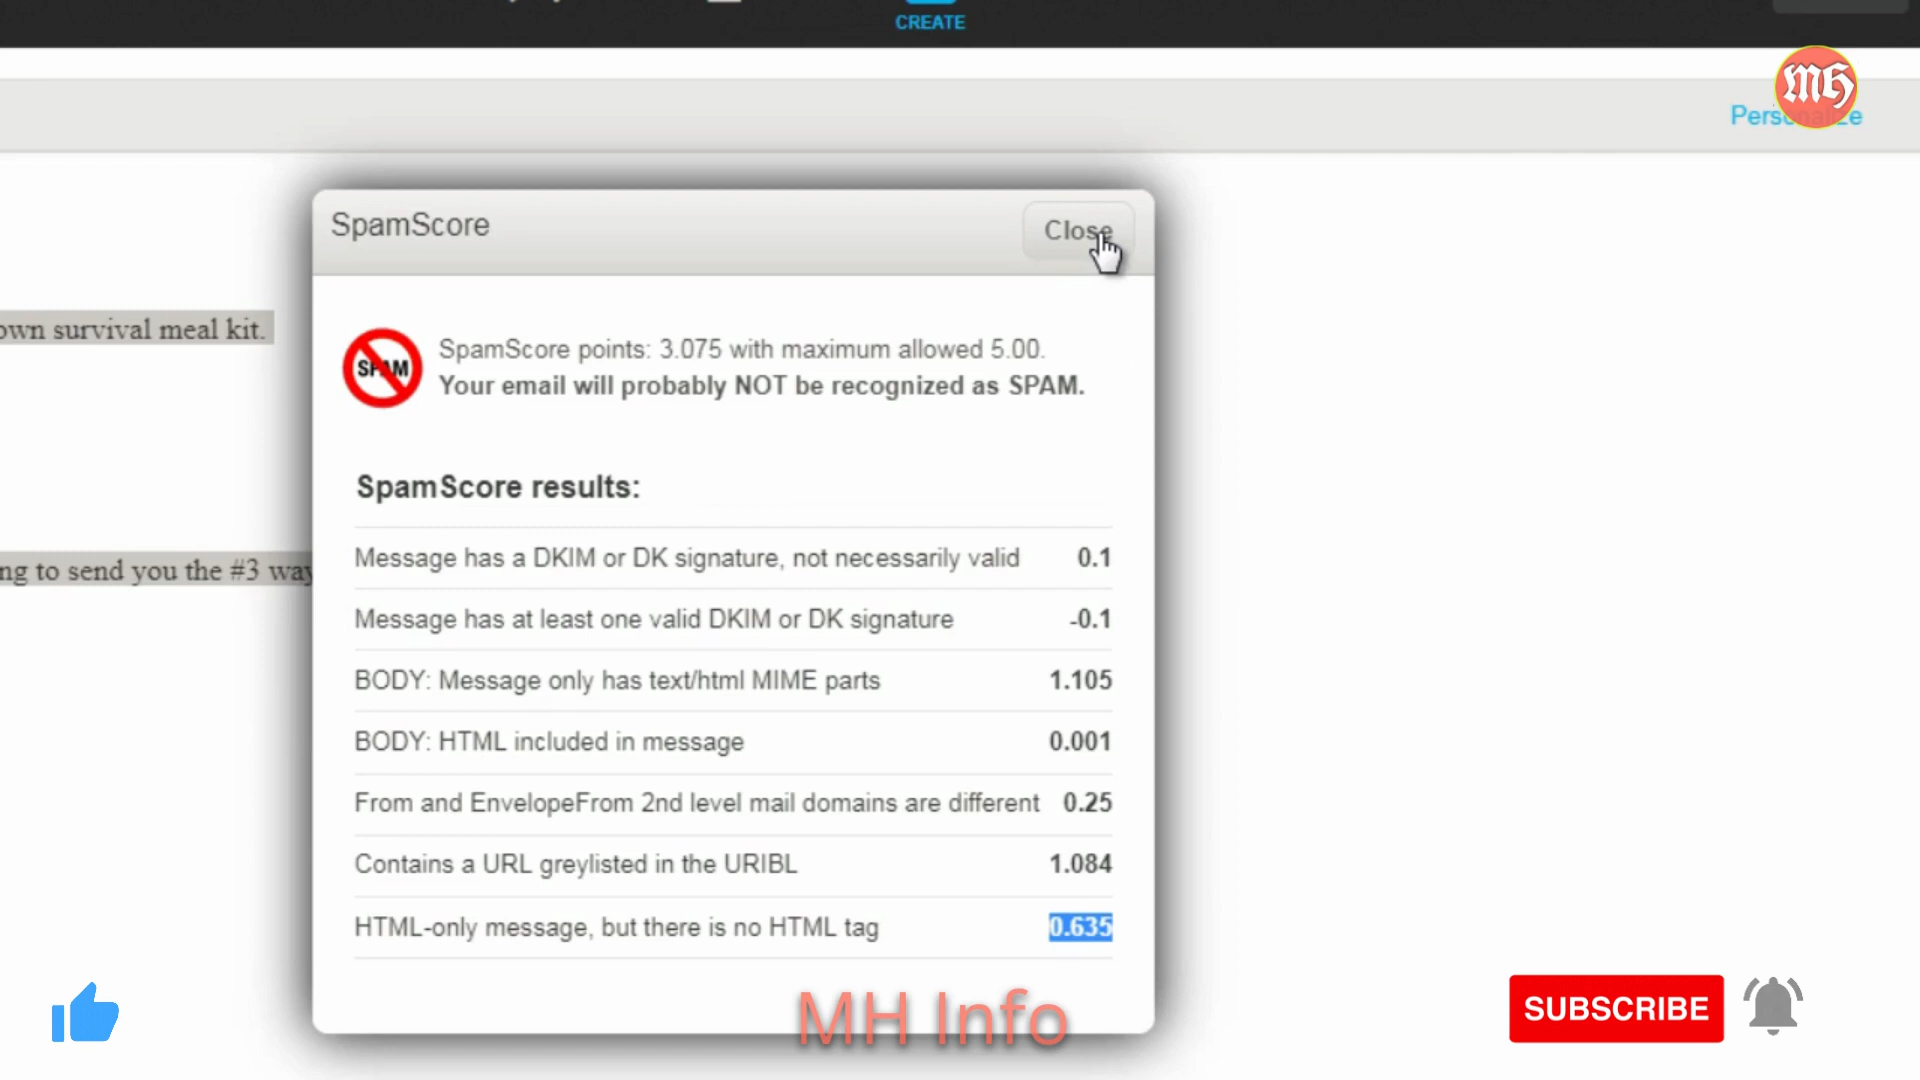 CREATE
MH
Personalize
SpamScore
Close
own survival meal kit.
SPAM
SpamScore points: 3.075 with maximum allowed 5.00.
Your email will probably NOT be recognized as SPAM.
SpamScore results:
Message has a DKIM or DK signature, not necessarily valid 0.1
ng to send you the #3 way
Message has at least one valid DKIM or DK signature -0.1
BODY: Message only has text/html MIME parts 1.105
BODY: HTML included in message 0.001
From and EnvelopeFrom 2nd level mail domains are different 0.25
Contains a URL greylisted in the URIBL 1.084
HTML-only message, but there is no HTML tag 0.635
MH Info
SUBSCRIBE